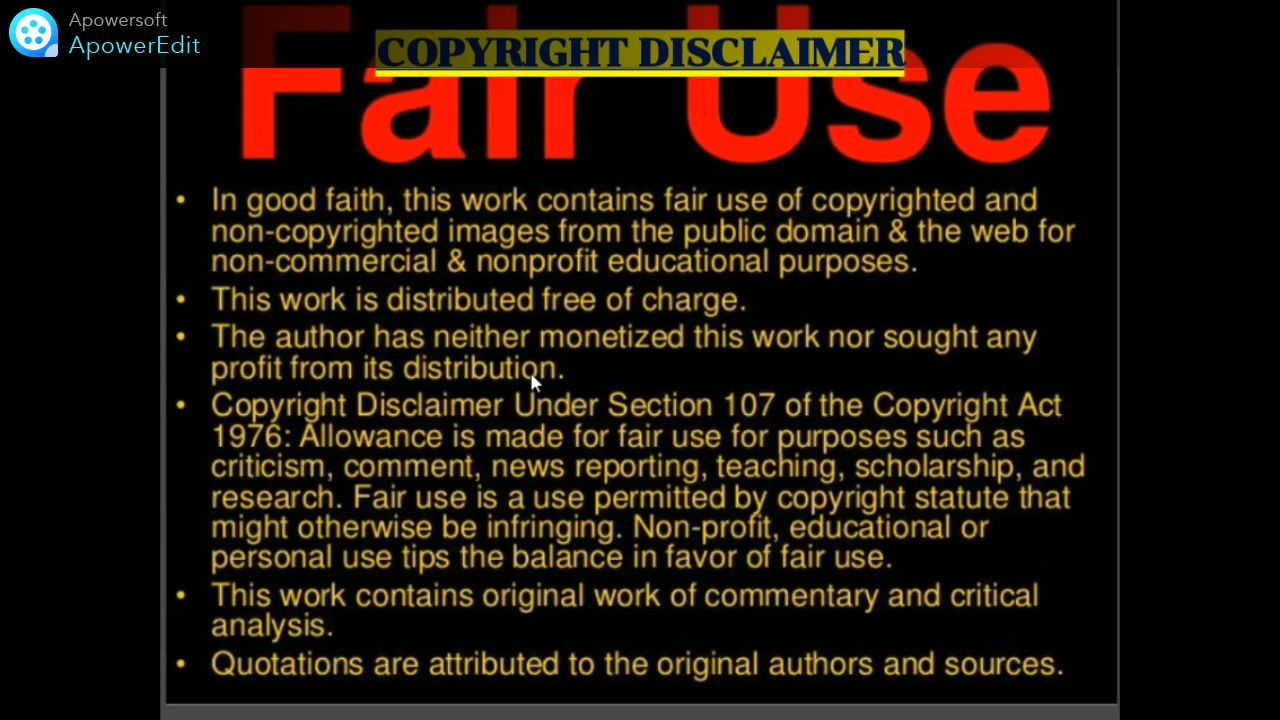 Apowersoft
ApowerEdit
COPYRIGHT DISCLAIMER
Fair Use
• In good faith, this work contains fair use of copyrighted and
non-copyrighted images from the public domain & the web for
non-commercial & nonprofit educational purposes.
• This work is distributed free of charge.
• The author has neither monetized this work nor sought any
profit from its distribution.
• Copyright Disclaimer Under Section 107 of the Copyright Act
1976: Allowance is made for fair use for purposes such as
criticism, comment, news reporting, teaching, scholarship, and
research. Fair use is a use permitted by copyright statute that
might otherwise be infringing. Non-profit, educational or
personal use tips the balance in favor of fair use.
• This work contains original work of commentary and critical
analysis.
• Quotations are attributed to the original authors and sources.